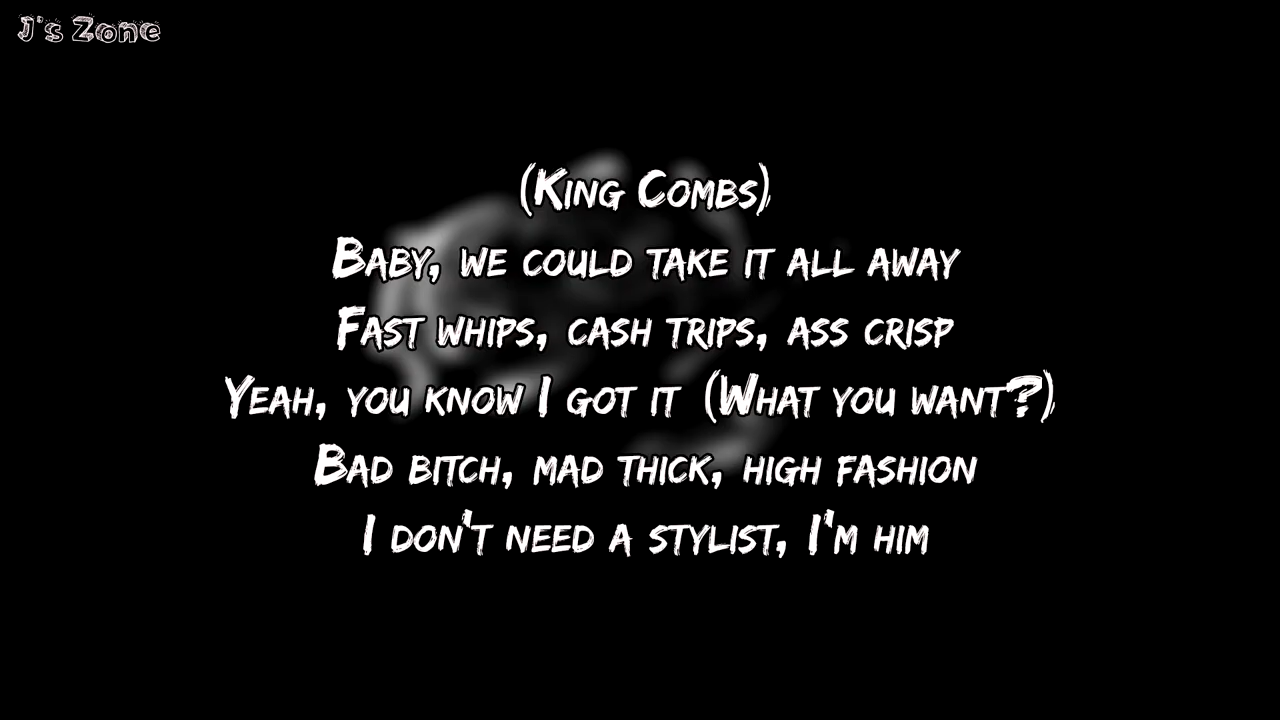 J's Zone
(King Combs)
Baby, we could take it all away
Fast whips, cash trips, ass crisp
Yeah, you know I got it (What you want?)
Bad bitch, mad thick, high fashion
I don't need a stylist, I'm him